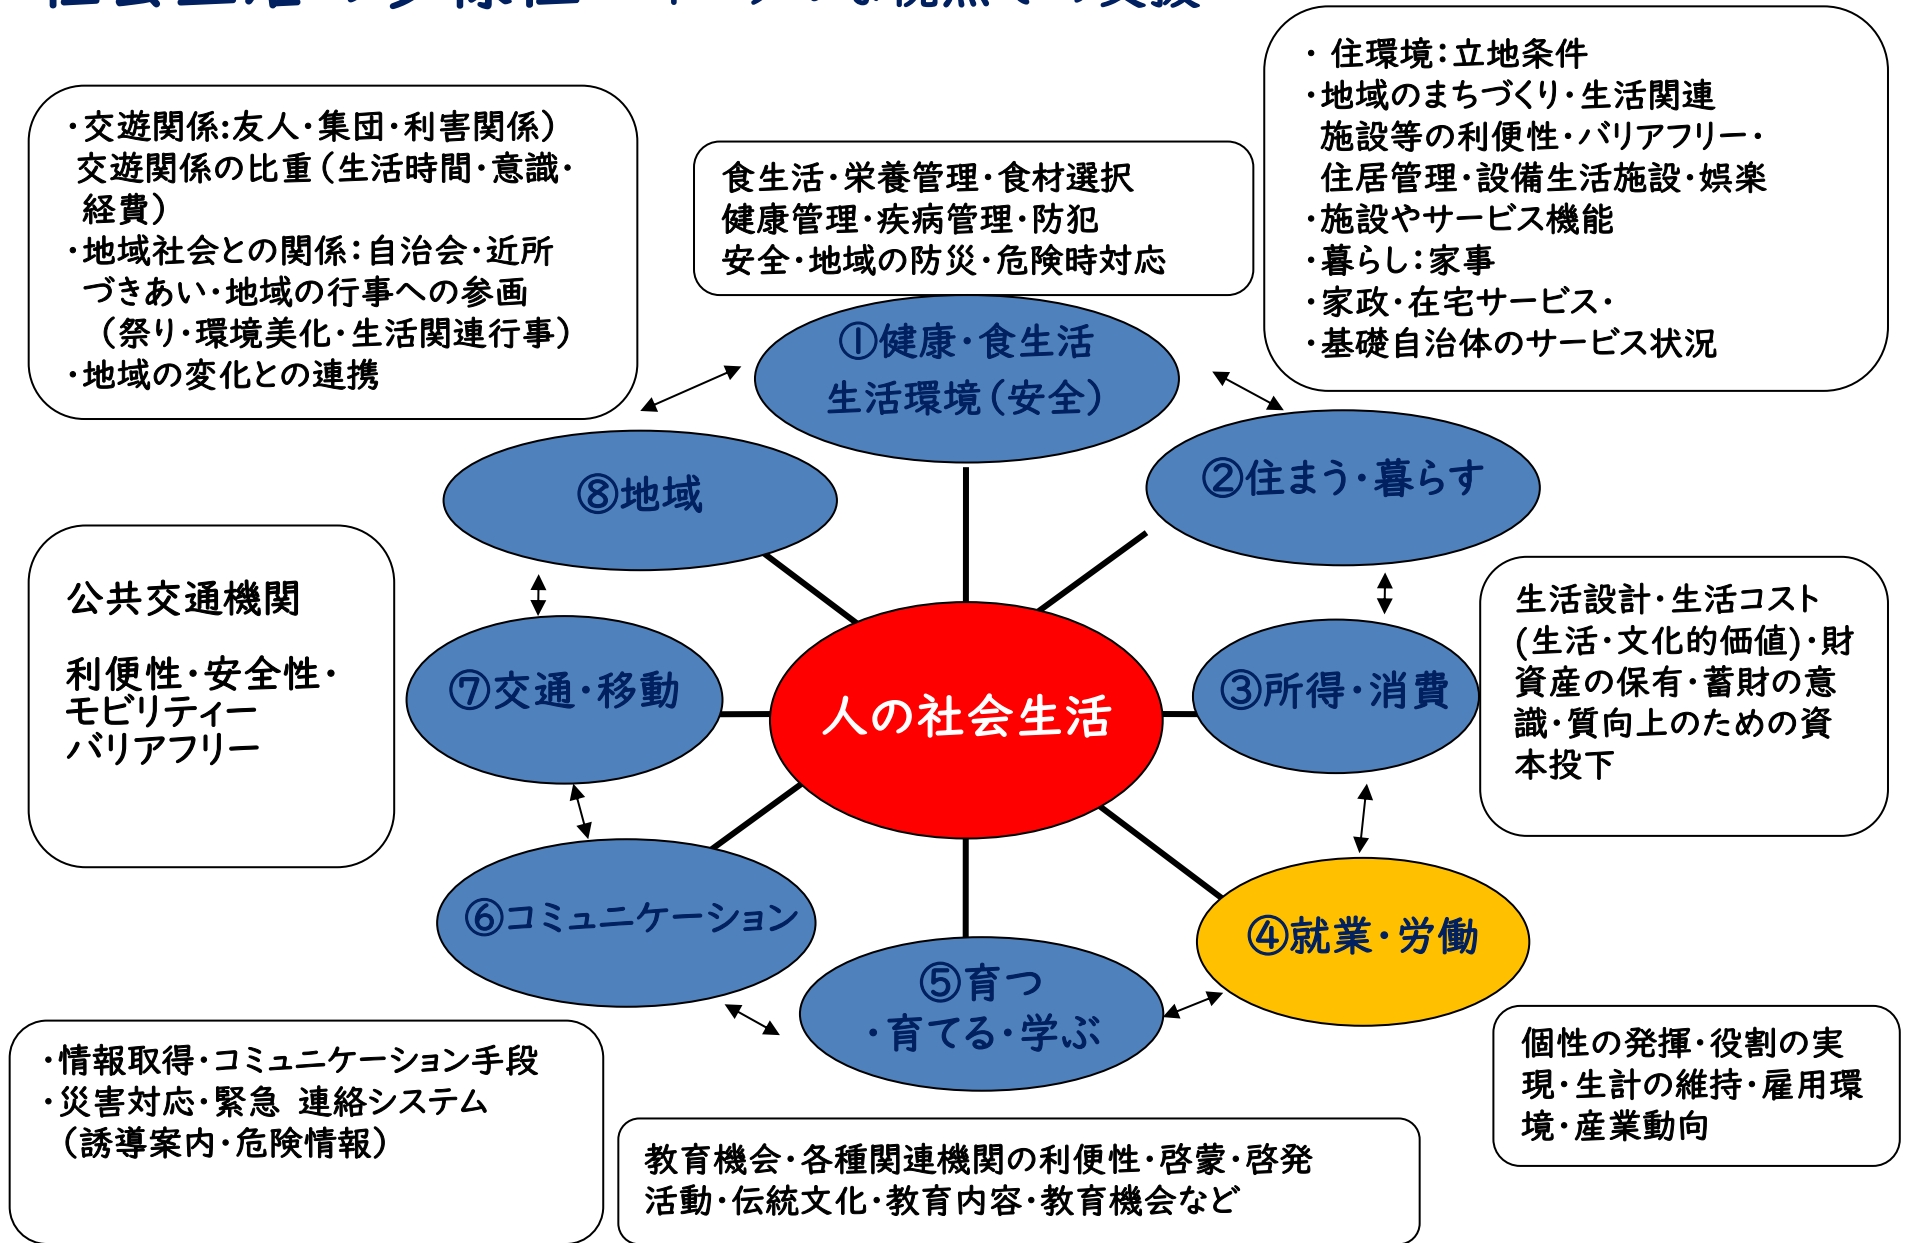 ・交遊関係:友人・集団・利害関係）
交遊関係の比重（生活時間・意識・
経費）
・地域社会との関係：自治会・近所
づきあい・地域の行事への参画
（祭り・環境美化・生活関連行事）
・地域の変化との連携
食生活・栄養管理・食材選択
健康管理・疾病管理・防犯
安全・地域の防災・危険時対応
・ 住環境：立地条件
・地域のまちづくり・生活関連
施設等の利便性・バリアフリー・
住居管理・設備生活施設・娯楽
・施設やサービス機能
・暮らし：家事
・家政・在宅サービス・
・基礎自治体のサービス状況
①健康・食生活
生活環境（安全）
②住まう・暮らす
⑧地域
公共交通機関
利便性・安全性・
モビリティー
バリアフリー
⑦交通・移動
人の社会生活
③所得・消費
生活設計・生活コスト
(生活・文化的価値)・財
資産の保有・蓄財の意
識・質向上のための資
本投下
⑥コミュニケーション
⑤育つ
・育てる・学ぶ
④就業・労働
・情報取得・コミュニケーション手段
・災害対応・緊急 連絡システム
（誘導案内・危険情報）
教育機会・各種関連機関の利便性・啓蒙・啓発
活動・伝統文化・教育内容・教育機会など
個性の発揮・役割の実
現・生計の維持・雇用環
境・産業動向